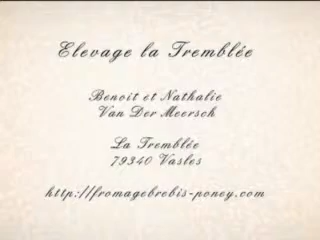 Elevage la Tremblée
Benoit et Nathalie
Van Der Meersch
La Tremblée
79340 Vasles
http://fromagebrebis-poney.com